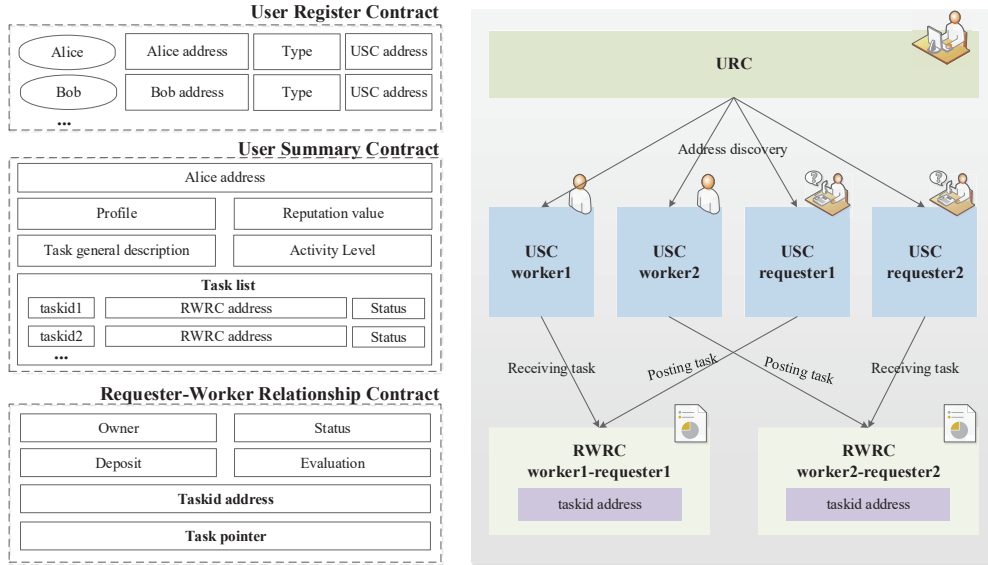 User Register Contract
Alice
Alice address
Type
USC address
Bob
Bob address
Type
USC address
...
User Summary Contract
Alice address
Profile
Reputation value
Task general description
Activity Level
Task list
taskid1
RWRC address
Status
taskid2
RWRC address
Status
...
Requester-Worker Relationship Contract
Owner
Status
Deposit
Evaluation
Taskid address
Task pointer
URC
Address discovery
USC
worker1
USC
worker2
USC
requester1
USC
requester2
Receiving task
Posting task
Posting task
Receiving task
RWRC
worker1-requester1
taskid address
RWRC
worker2-requester2
taskid address